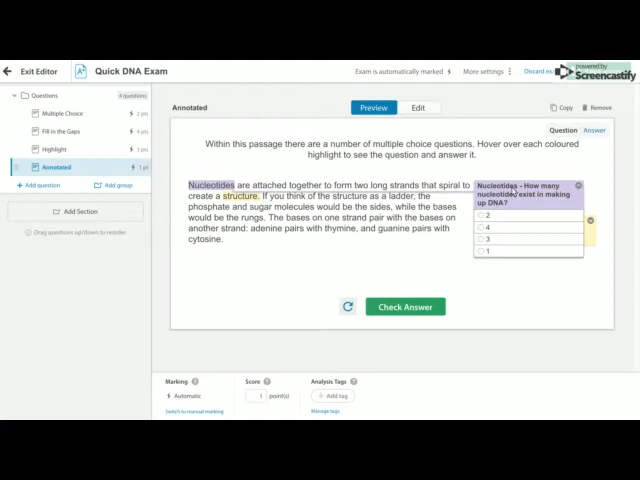 powered by
Screencastify
Exit Editor
Quick DNA Exam
Exam is automatically marked
More settings
Discard ex
Questions
4 questions
Multiple Choice
2 pts
Fill in the Gaps
4 pts
Highlight
3 pts
Annotated
1 pt
Add question
Add group
Add Section
Drag questions up/down to reorder
Annotated
Preview
Edit
Copy
Remove
Question
Answer
Within this passage there are a number of multiple choice questions. Hover over each coloured
highlight to see the question and answer it.
Nucleotides are attached together to form two long strands that spiral to
create a structure. If you think of the structure as a ladder, the
phosphate and sugar molecules would be the sides, while the bases
would be the rungs. The bases on one strand pair with the bases on
another strand: adenine pairs with thymine, and guanine pairs with
cytosine.
Nucleotides - How many
nucleotides exist in making
up DNA?
2
4
3
1
Check Answer
Marking ?
Automatic
Switch to manual marking
Score ?
1 point(s)
Analysis Tags ?
Add tag
Manage tags